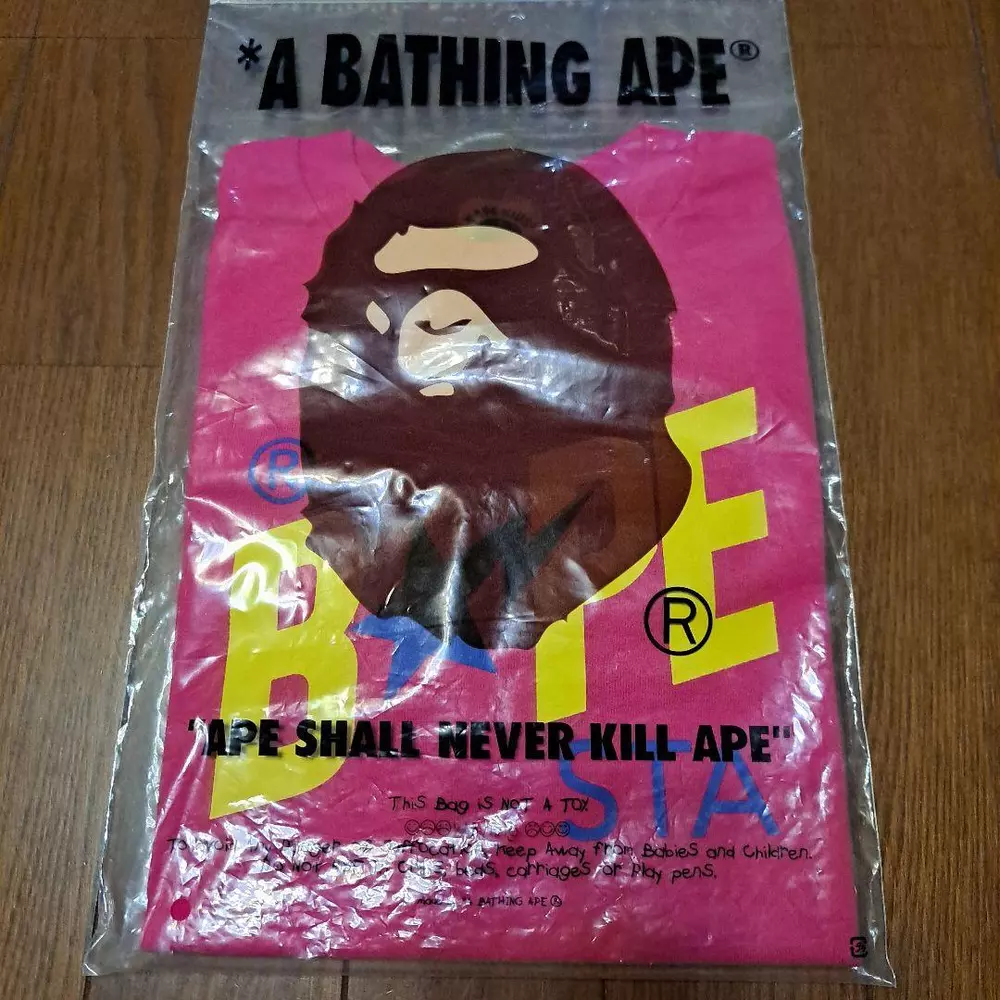 *A BATHING APE®
®
BAPE
®
"APE SHALL NEVER KILL APE"
STA
THIS Bag IS NOT A TOY
Keep Away from Babies and Children.
beds, carriages or Play pens.
BATHING APE ®